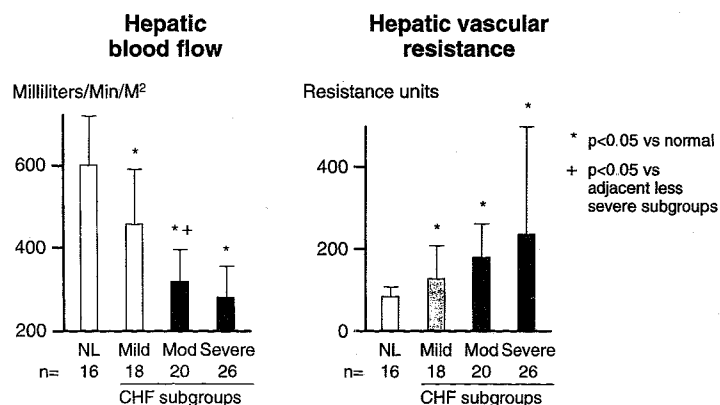 Hepatic
blood flow
Milliliters/Min/M²
600
400
200
*
*+
*
NL Mild Mod Severe
n= 16 18 20 26
CHF subgroups
Hepatic vascular
resistance
Resistance units
400
200
0
*
*
*
NL Mild Mod Severe
n= 16 18 20 26
CHF subgroups
* p<0.05 vs normal
+ p<0.05 vs
adjacent less
severe subgroups